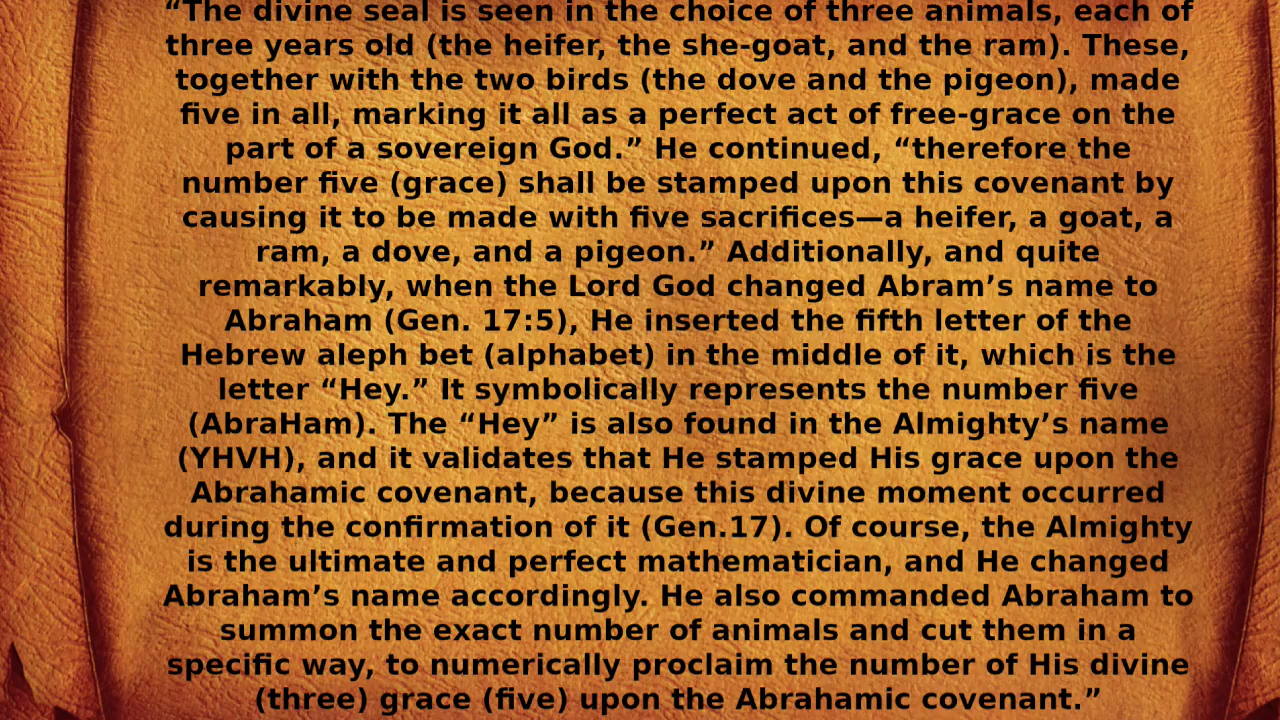 “The divine seal is seen in the choice of three animals, each of
three years old (the heifer, the she-goat, and the ram). These,
together with the two birds (the dove and the pigeon), made
five in all, marking it all as a perfect act of free-grace on the
part of a sovereign God.” He continued, “therefore the
number five (grace) shall be stamped upon this covenant by
causing it to be made with five sacrifices—a heifer, a goat, a
ram, a dove, and a pigeon.” Additionally, and quite
remarkably, when the Lord God changed Abram’s name to
Abraham (Gen. 17:5), He inserted the fifth letter of the
Hebrew aleph bet (alphabet) in the middle of it, which is the
letter “Hey.” It symbolically represents the number five
(AbraHam). The “Hey” is also found in the Almighty’s name
(YHVH), and it validates that He stamped His grace upon the
Abrahamic covenant, because this divine moment occurred
during the confirmation of it (Gen.17). Of course, the Almighty
is the ultimate and perfect mathematician, and He changed
Abraham’s name accordingly. He also commanded Abraham to
summon the exact number of animals and cut them in a
specific way, to numerically proclaim the number of His divine
(three) grace (five) upon the Abrahamic covenant.”